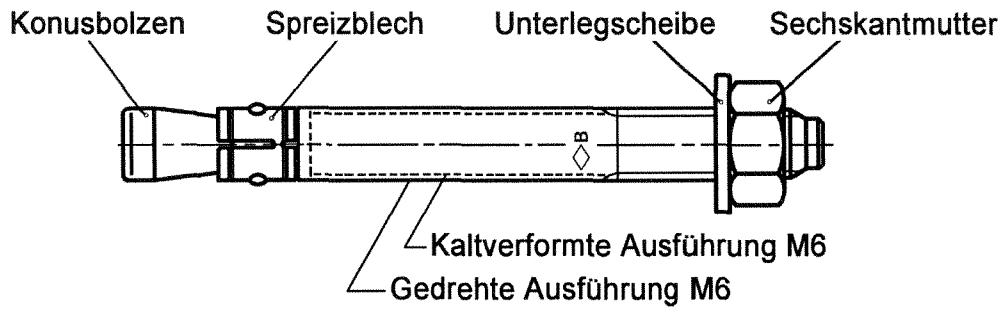 Konusbolzen Spreizblech Unterlegscheibe Sechskantmutter
B
Kaltverformte Ausführung M6
Gedrehte Ausführung M6